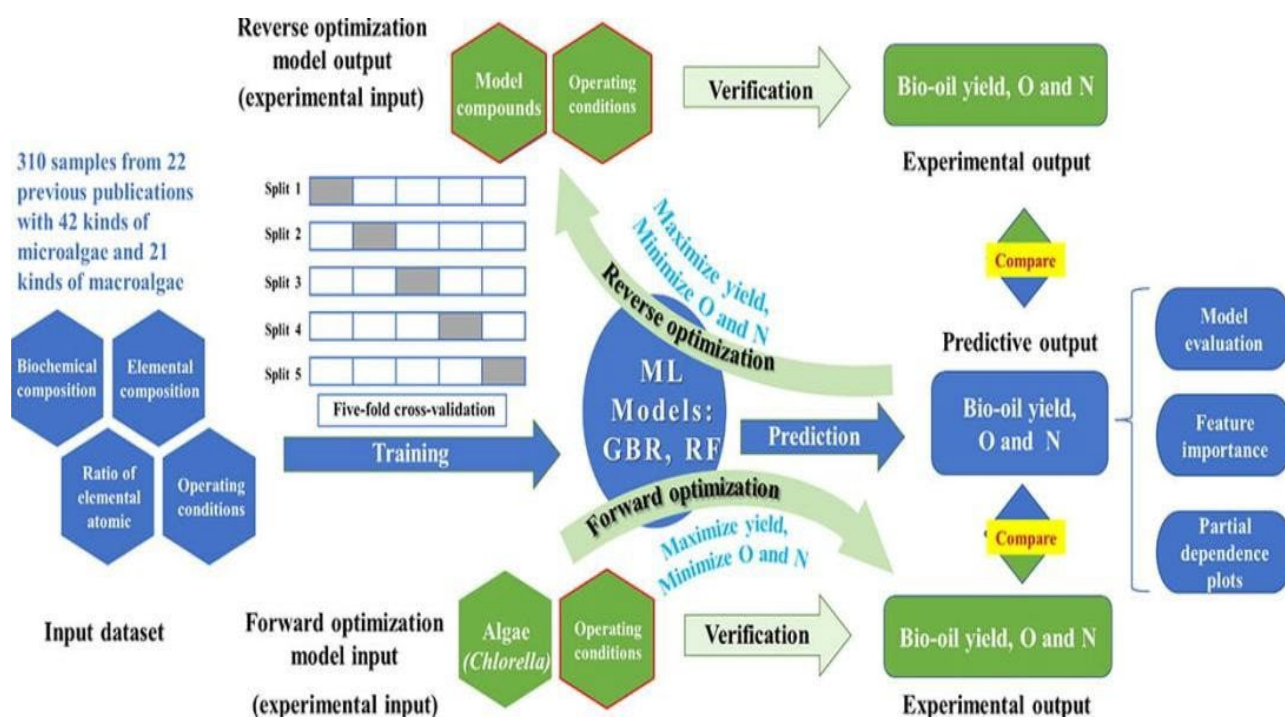 Reverse optimization
model output
(experimental input)
Model
compounds
Operating
conditions
Verification
Bio-oil yield, O and N
Experimental output
310 samples from 22
previous publications
with 42 kinds of
microalgae and 21
kinds of macroalgae
Split 1
Split 2
Split 3
Split 4
Split 5
Five-fold cross-validation
Maximize yield,
Minimize O and N
Reverse optimization
Compare
Predictive output
Biochemical
composition
Elemental
composition
Ratio of
elemental
atomic
Operating
conditions
Input dataset
Training
ML
Models:
GBR, RF
Prediction
Bio-oil yield,
O and N
Model
evaluation
Feature
importance
Partial
dependence
plots
Forward optimization
Maximize yield,
Minimize O and N
Compare
Forward optimization
model input
(experimental input)
Algae
(Chlorella)
Operating
conditions
Verification
Bio-oil yield, O and N
Experimental output